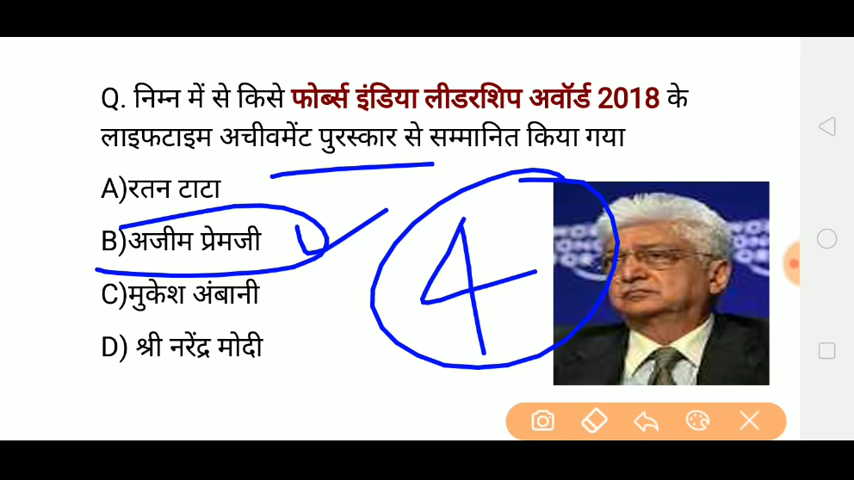 Q. निम्न में से किसे फोर्ब्स इंडिया लीडरशिप अवॉर्ड 2018 के
लाइफटाइम अचीवमेंट पुरस्कार से सम्मानित किया गया
A)रतन टाटा
B)अजीम प्रेमजी
C)मुकेश अंबानी
D) श्री नरेंद्र मोदी
4